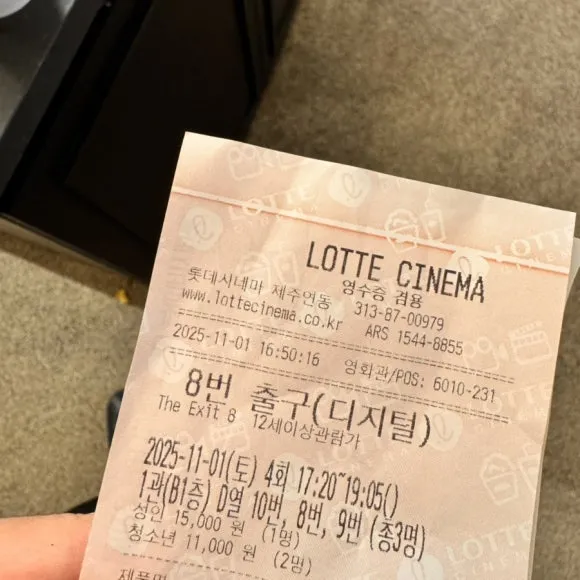 LOTTE CINEMA
영수증 겸용
롯데시네마 제주연동 313-87-00979
www.lottecinema.co.kr ARS 1544-8855
2025-11-01 16:50:16 영화관/POS: 6010-231
8번 출구(디지털)
The Exit 8 12세이상관람가
2025-11-01(토) 4회 17:20~19:05()
1관(B1층) D열 10번, 8번, 9번 (총3명)
성인 15,000 원 (1명)
청소년 11,000 원 (2명)
제품명